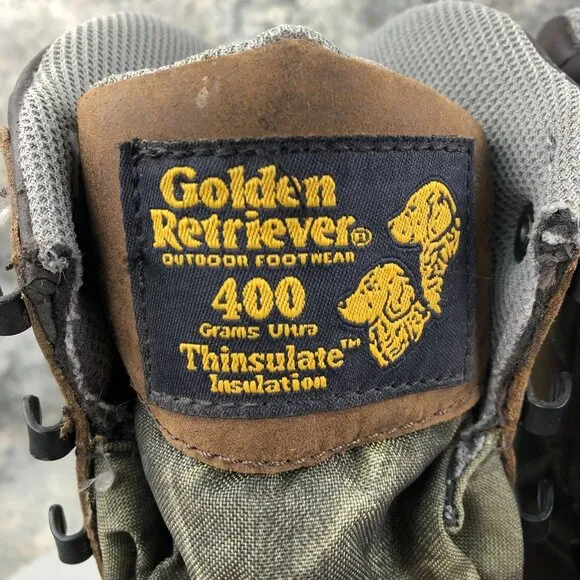 Golden
Retriever®
OUTDOOR FOOTWEAR
400
Grams Ultra
Thinsulate™
Insulation